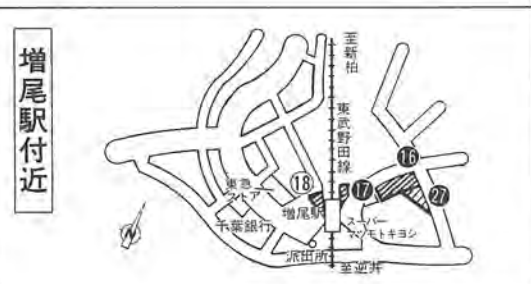 増尾駅付近
至新柏
東武野田線
16
18
17
27
東急
ストア
増尾駅
千葉銀行
スーパー
マツモトキヨシ
派出所
至逆井
N